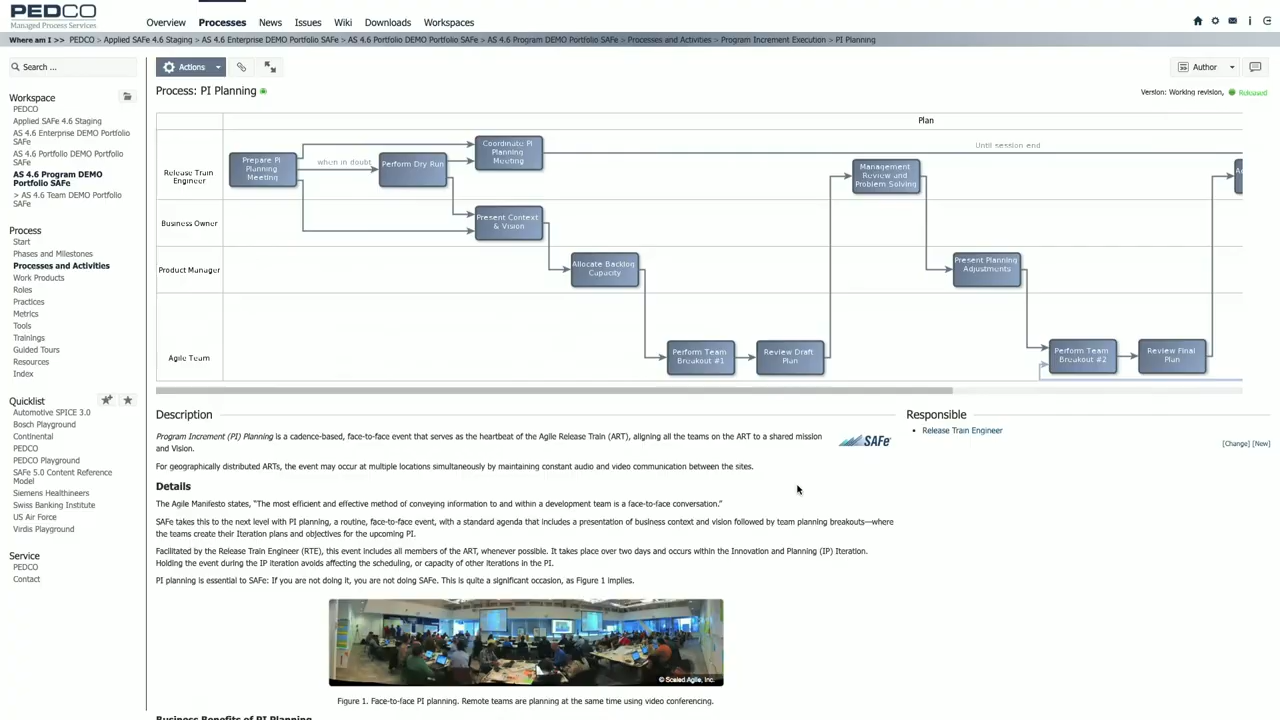 PEDCO
Managed Process Services
Overview
Processes
News
Issues
Wiki
Downloads
Workspaces
Where am I >> PEDCO > Applied SAFe 4.6 Staging > AS 4.6 Enterprise DEMO Portfolio SAFe > AS 4.6 Portfolio DEMO Portfolio SAFe > AS 4.6 Program DEMO Portfolio SAFe > Processes and Activities > Program Increment Execution > PI Planning
Search ...
Workspace
PEDCO
Applied SAFe 4.6 Staging
AS 4.6 Enterprise DEMO Portfolio
SAFe
AS 4.6 Portfolio DEMO Portfolio
SAFe
AS 4.6 Program DEMO
Portfolio SAFe
> AS 4.6 Team DEMO Portfolio
SAFe
Process
Start
Phases and Milestones
Processes and Activities
Work Products
Roles
Practices
Metrics
Tools
Trainings
Guided Tours
Resources
Index
Quicklist
Automotive SPICE 3.0
Bosch Playground
Continental
PEDCO
PEDCO Playground
SAFe 5.0 Content Reference
Model
Siemens Healthineers
Swiss Banking Institute
US Air Force
Virdis Playground
Service
PEDCO
Contact
Actions
Author
Process: PI Planning
Version: Working revision, Released
Plan
Release Train
Engineer
Business Owner
Product Manager
Agile Team
Prepare PI
Planning
Meeting
when in doubt
Perform Dry Run
Coordinate PI
Planning
Meeting
Until session end
Present Context
& Vision
Allocate Backlog
Capacity
Perform Team
Breakout #1
Review Draft
Plan
Management
Review and
Problem Solving
Present Planning
Adjustments
Perform Team
Breakout #2
Review Final
Plan
Description
Program Increment (PI) Planning is a cadence-based, face-to-face event that serves as the heartbeat of the Agile Release Train (ART), aligning all the teams on the ART to a shared mission
and Vision.
SAFe
For geographically distributed ARTs, the event may occur at multiple locations simultaneously by maintaining constant audio and video communication between the sites.
Details
The Agile Manifesto states, “The most efficient and effective method of conveying information to and within a development team is a face-to-face conversation.”
SAFe takes this to the next level with PI planning, a routine, face-to-face event, with a standard agenda that includes a presentation of business context and vision followed by team planning breakouts—where
the teams create their Iteration plans and objectives for the upcoming PI.
Facilitated by the Release Train Engineer (RTE), this event includes all members of the ART, whenever possible. It takes place over two days and occurs within the Innovation and Planning (IP) Iteration.
Holding the event during the IP iteration avoids affecting the scheduling, or capacity of other iterations in the PI.
PI planning is essential to SAFe: If you are not doing it, you are not doing SAFe. This is quite a significant occasion, as Figure 1 implies.
© Scaled Agile, Inc.
Figure 1. Face-to-face PI planning. Remote teams are planning at the same time using video conferencing.
Business Benefits of PI Planning
Responsible
• Release Train Engineer
[Change] [New]